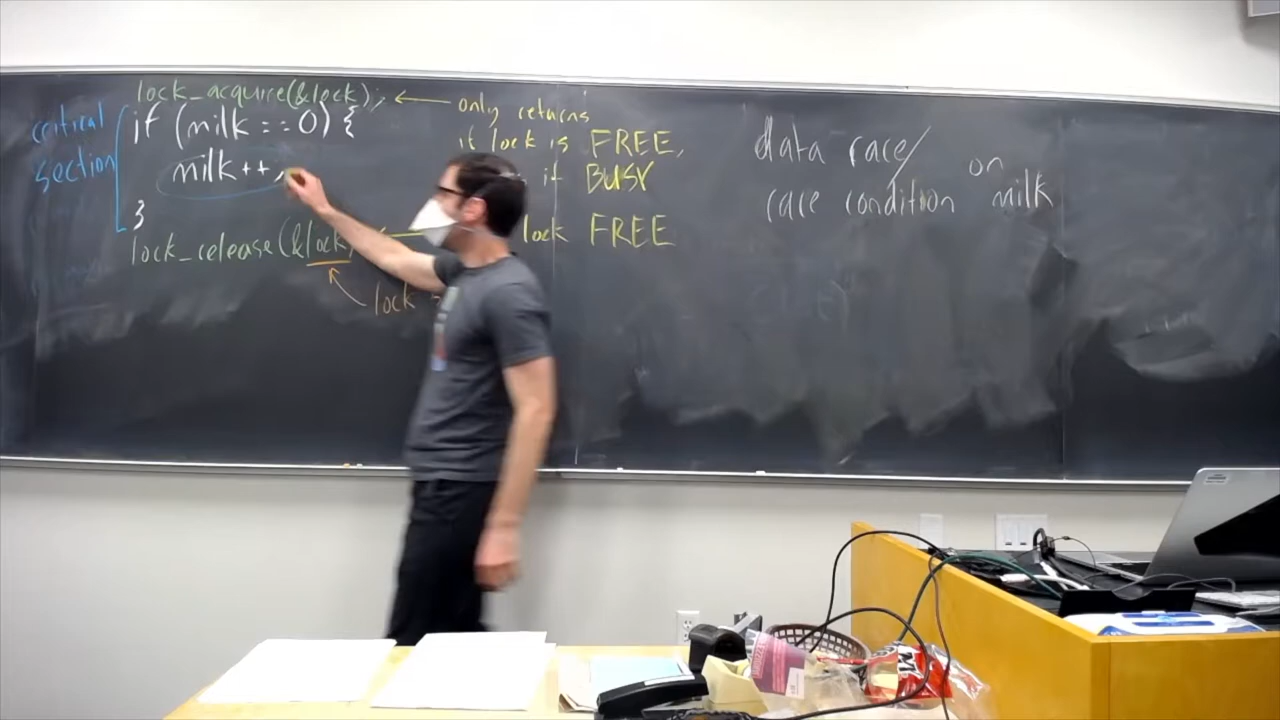 lock_acquire(&lock);
critical
section
if (milk == 0) {
milk++;
}
lock_release(&lock
lock
only returns
if lock is FREE,
if BUSY
lock FREE
data race/
race condition
on
milk